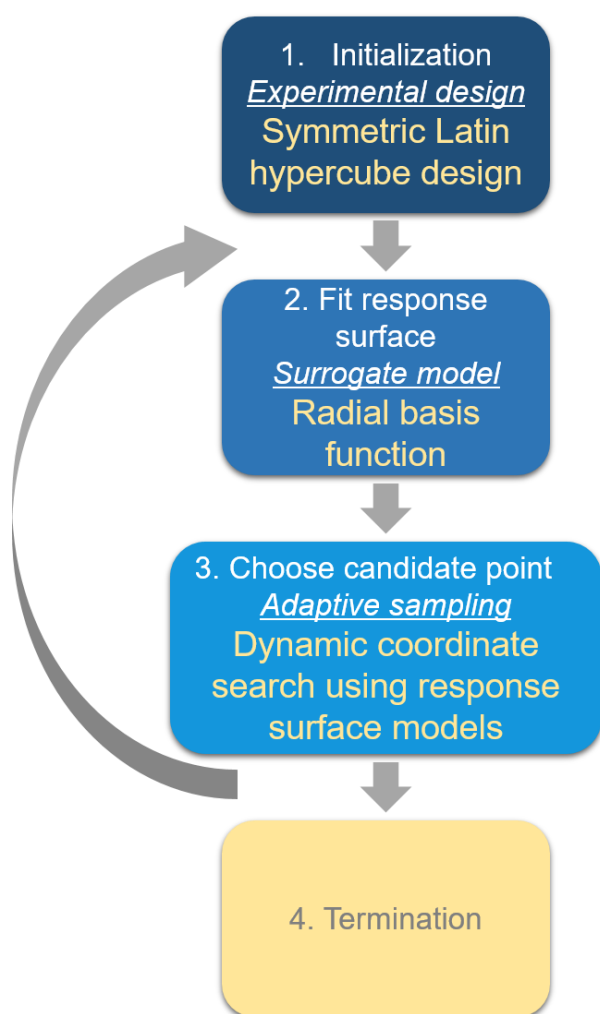 1. Initialization
Experimental design
Symmetric Latin
hypercube design
2. Fit response
surface
Surrogate model
Radial basis
function
3. Choose candidate point
Adaptive sampling
Dynamic coordinate
search using response
surface models
4. Termination